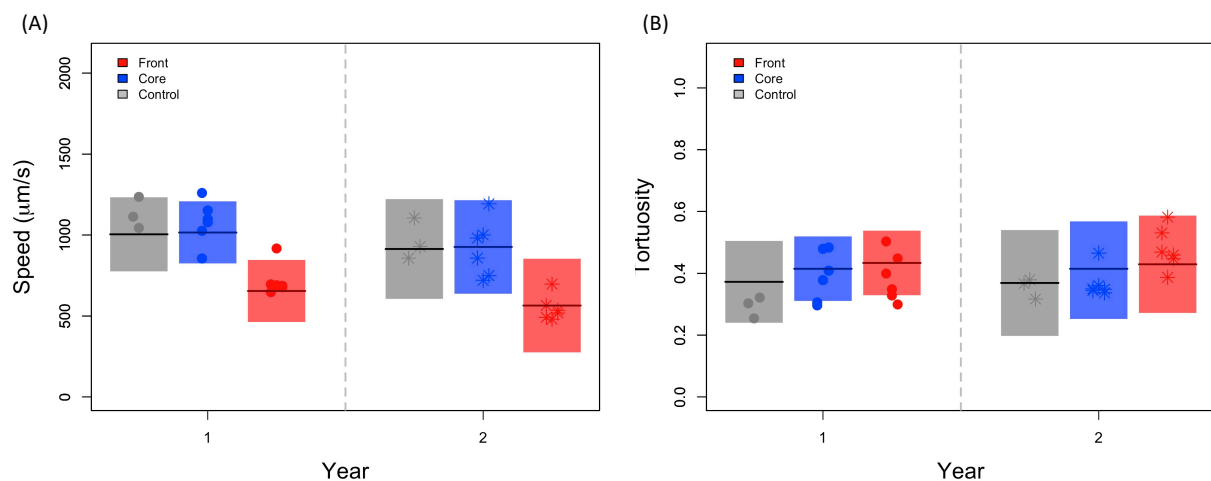 (A)
Front
Core
Control
Speed (μm/s)
2000
1500
1000
500
0
1
2
Year
(B)
Front
Core
Control
Tortuosity
1.0
0.8
0.6
0.4
0.2
0.0
1
2
Year